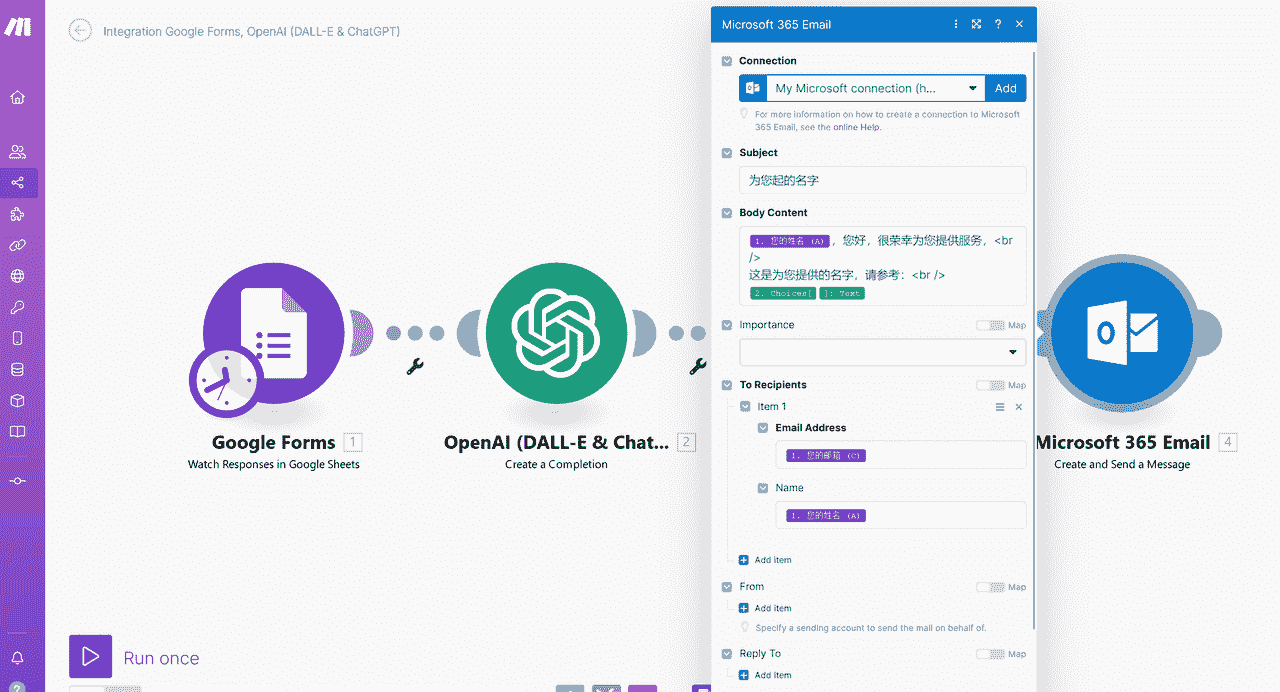 Integration Google Forms, OpenAI (DALL-E & ChatGPT)
Microsoft 365 Email
Connection
My Microsoft connection (h...
Add
For more information on how to create a connection to Microsoft
365 Email, see the online Help.
Subject
为您起的名字
Body Content
1. 您的姓名 (A) ，您好，很荣幸为您提供服务，<br
/>
这是为您提供的名字，请参考：<br />
2. Choices[ ]: Text
Importance
Map
To Recipients
Map
Item 1
Email Address
1. 您的邮箱 (C)
Name
1. 您的姓名 (A)
Add item
From
Map
Add item
Specify a sending account to send the mail on behalf of.
Reply To
Map
Add item
Google Forms 1
Watch Responses in Google Sheets
OpenAI (DALL-E & Chat... 2
Create a Completion
Microsoft 365 Email 4
Create and Send a Message
Run once